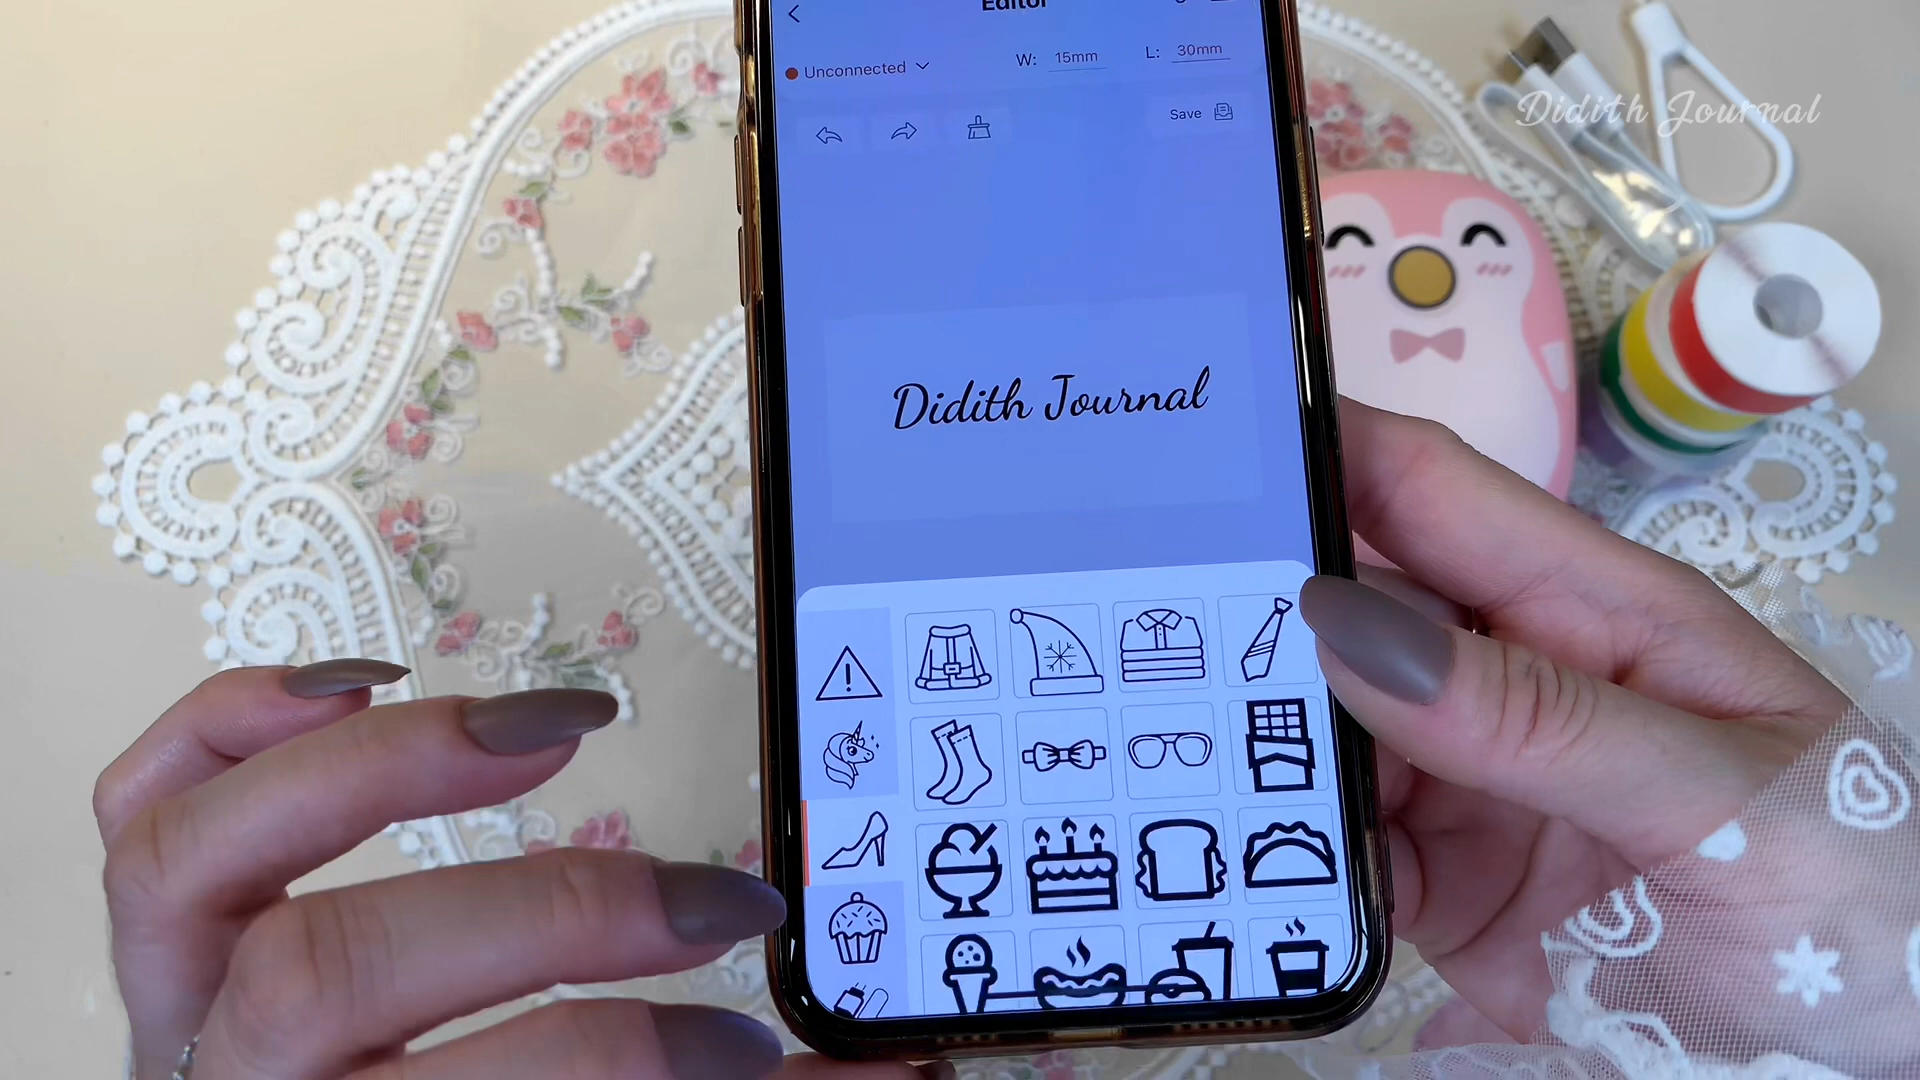 Editor
Unconnected W: 15mm L: 30mm
Save
Didith Journal
Didith Journal